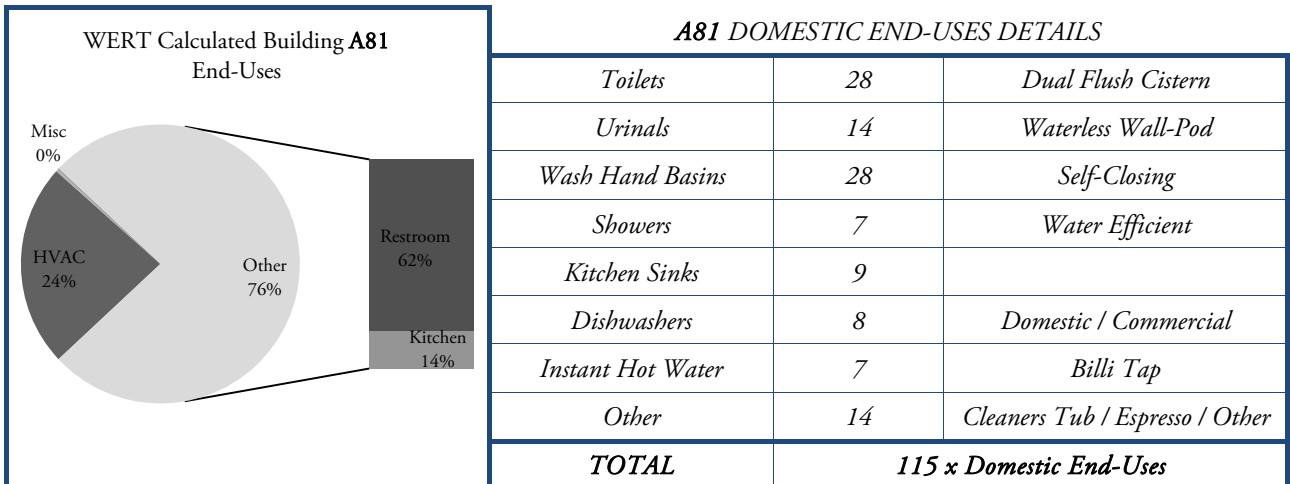 WERT Calculated Building A81
End-Uses
Misc
0%
HVAC
24%
Other
76%
Restroom
62%
Kitchen
14%
A81 DOMESTIC END-USES DETAILS
Toilets 28 Dual Flush Cistern
Urinals 14 Waterless Wall-Pod
Wash Hand Basins 28 Self-Closing
Showers 7 Water Efficient
Kitchen Sinks 9
Dishwashers 8 Domestic / Commercial
Instant Hot Water 7 Billi Tap
Other 14 Cleaners Tub / Espresso / Other
TOTAL 115 x Domestic End-Uses